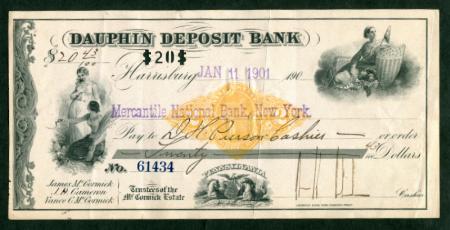 DAUPHIN DEPOSIT BANK
$20 43/100
$20$
Harrisburg JAN 11 1901 190
Mercantile National Bank, New York.
Pay to D H Pierson Cashier or order
Twenty Dollars
No. 61434
PENNSYLVANIA
James McCormick
J. D. Cameron
Vance C. McCormick
Trustees of the
McCormick Estate
Cashier